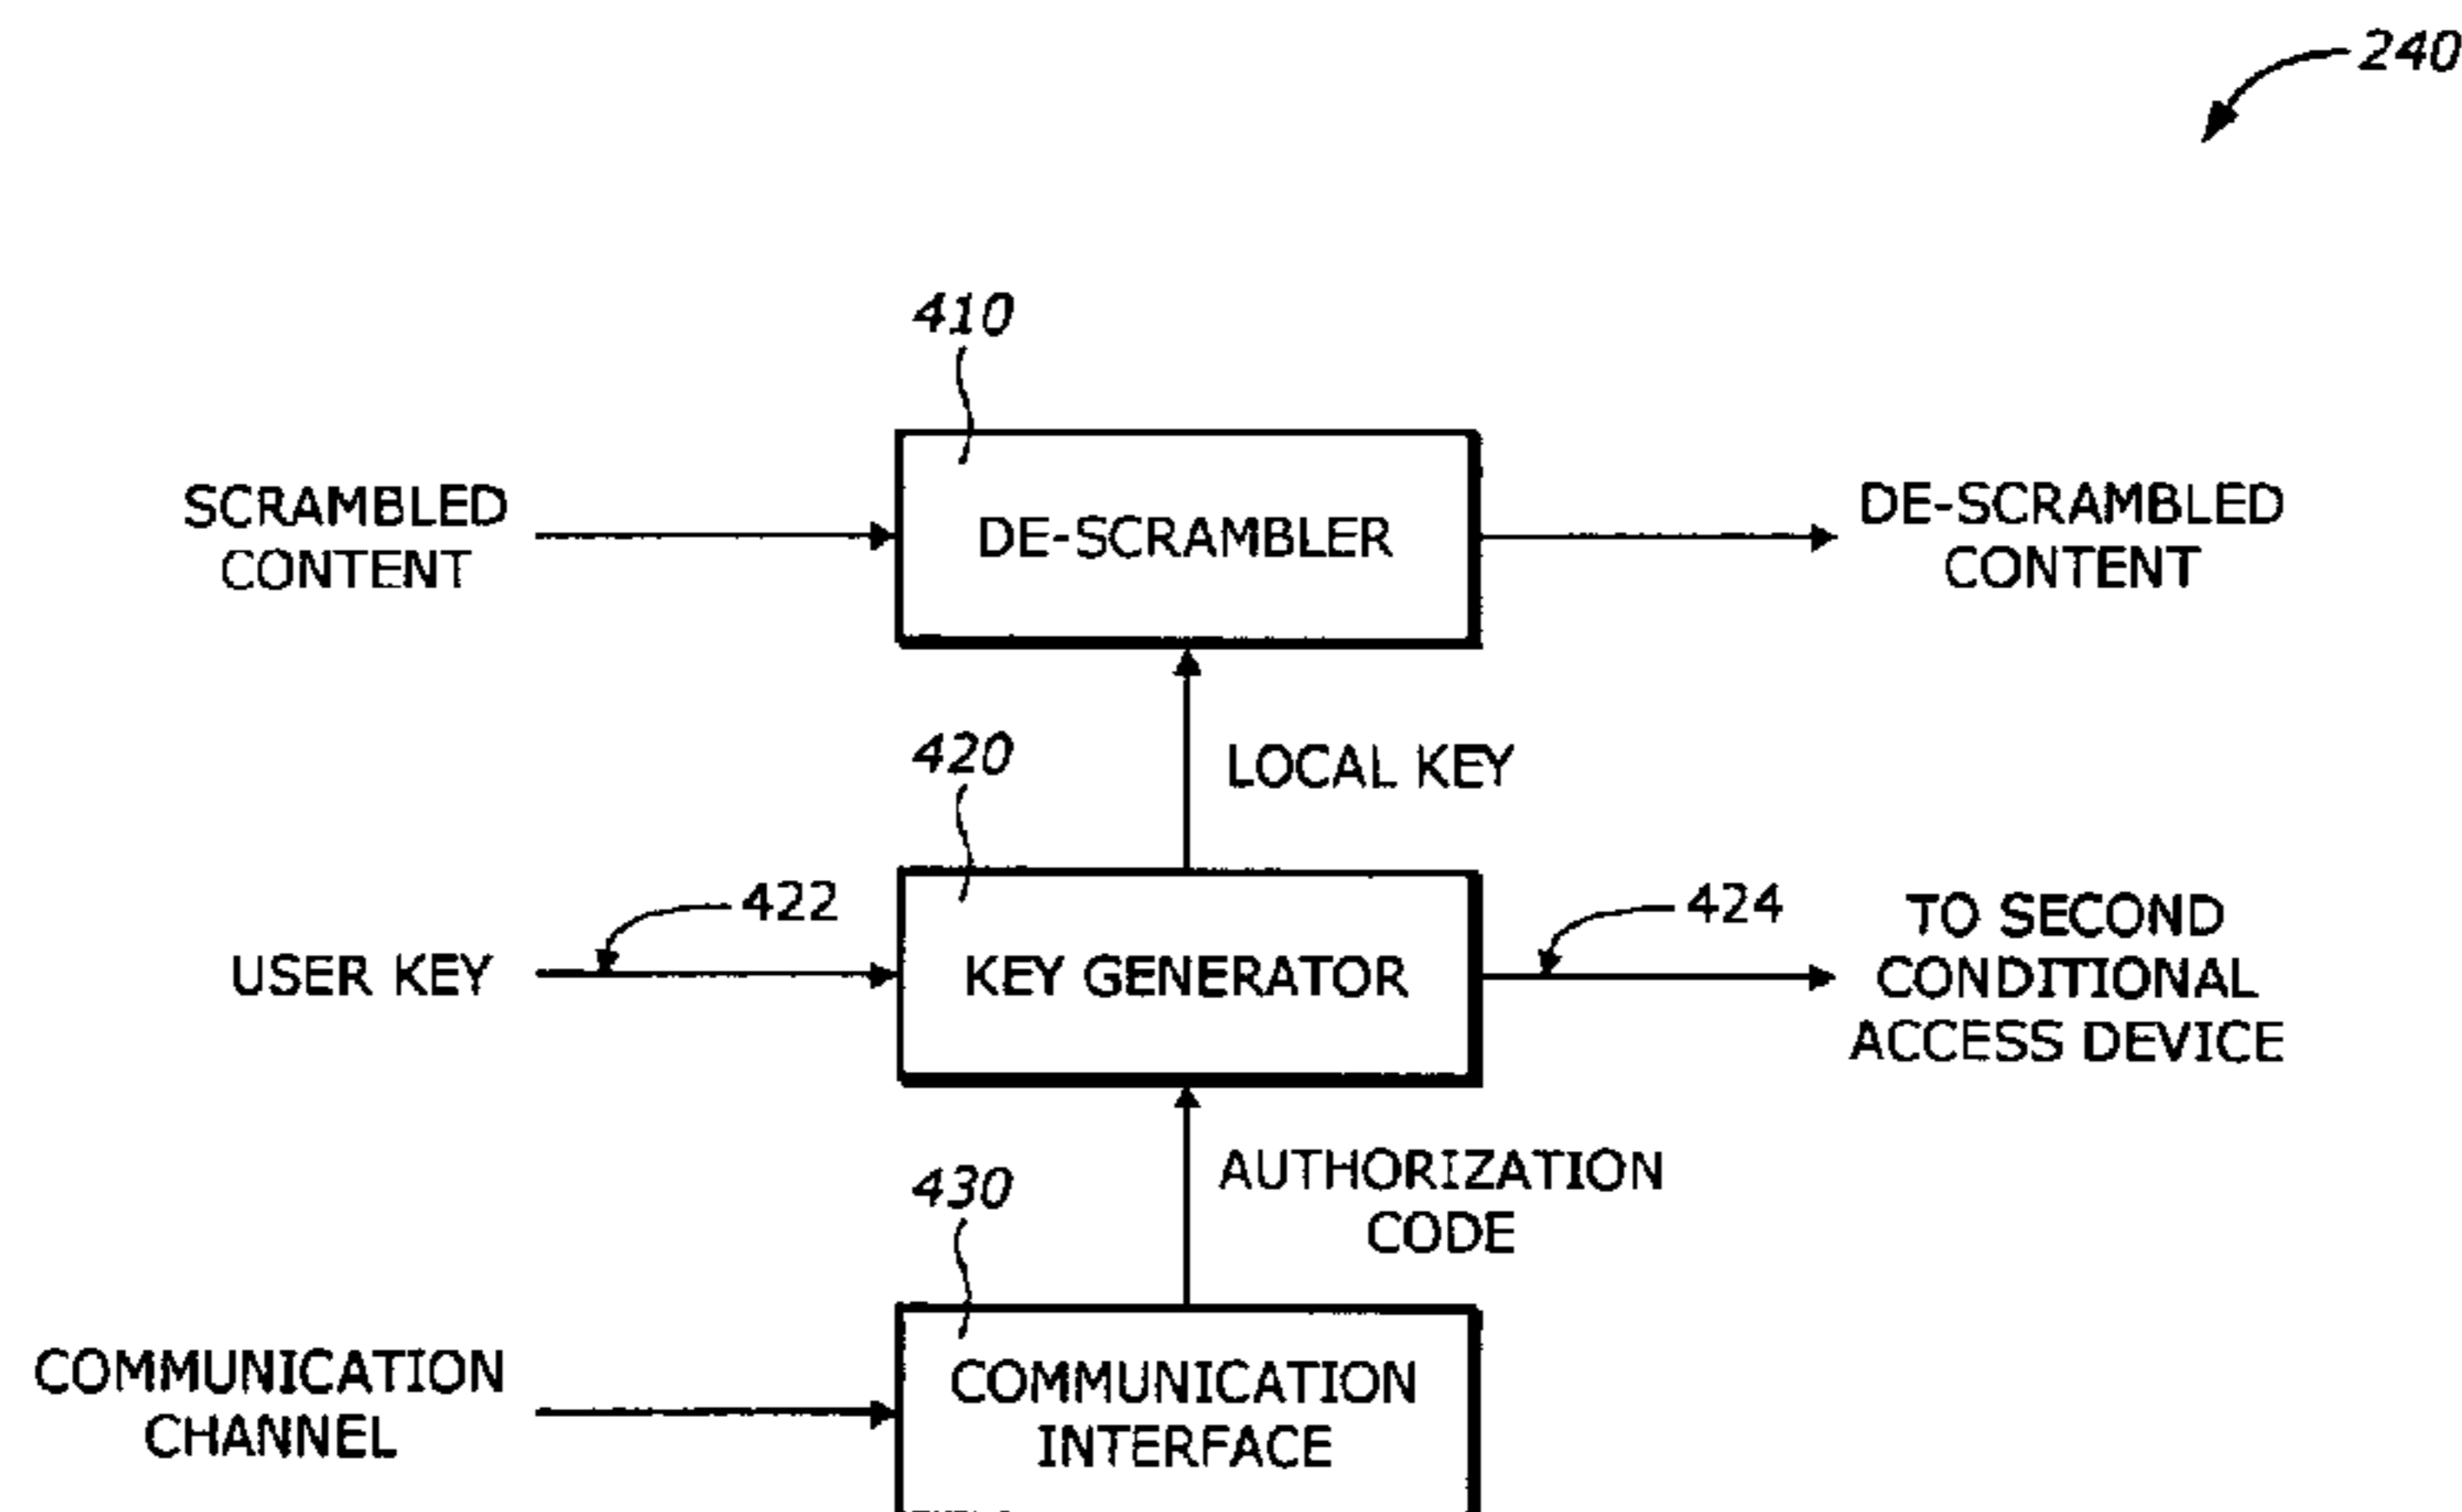 240
410
SCRAMBLED
CONTENT
DE-SCRAMBLER
DE-SCRAMBLED
CONTENT
LOCAL KEY
420
422
424
USER KEY
KEY GENERATOR
TO SECOND
CONDITIONAL
ACCESS DEVICE
AUTHORIZATION
CODE
430
COMMUNICATION
CHANNEL
COMMUNICATION
INTERFACE